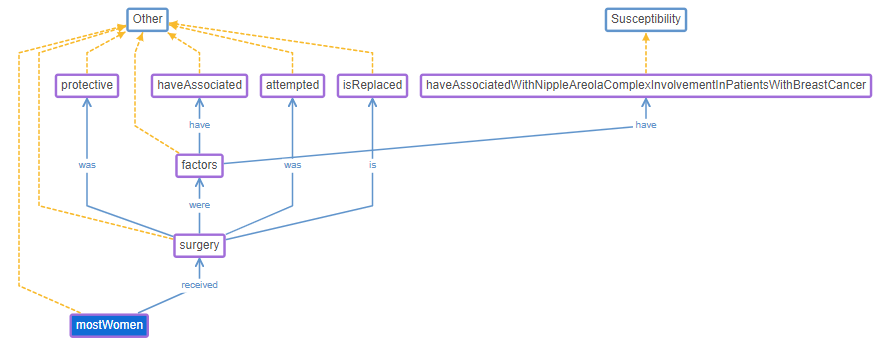 Other
Susceptibility
protective
haveAssociated
attempted
isReplaced
haveAssociatedWithNippleAreolaComplexInvolvementInPatientsWithBreastCancer
have
have
was
factors
was
is
were
surgery
received
mostWomen